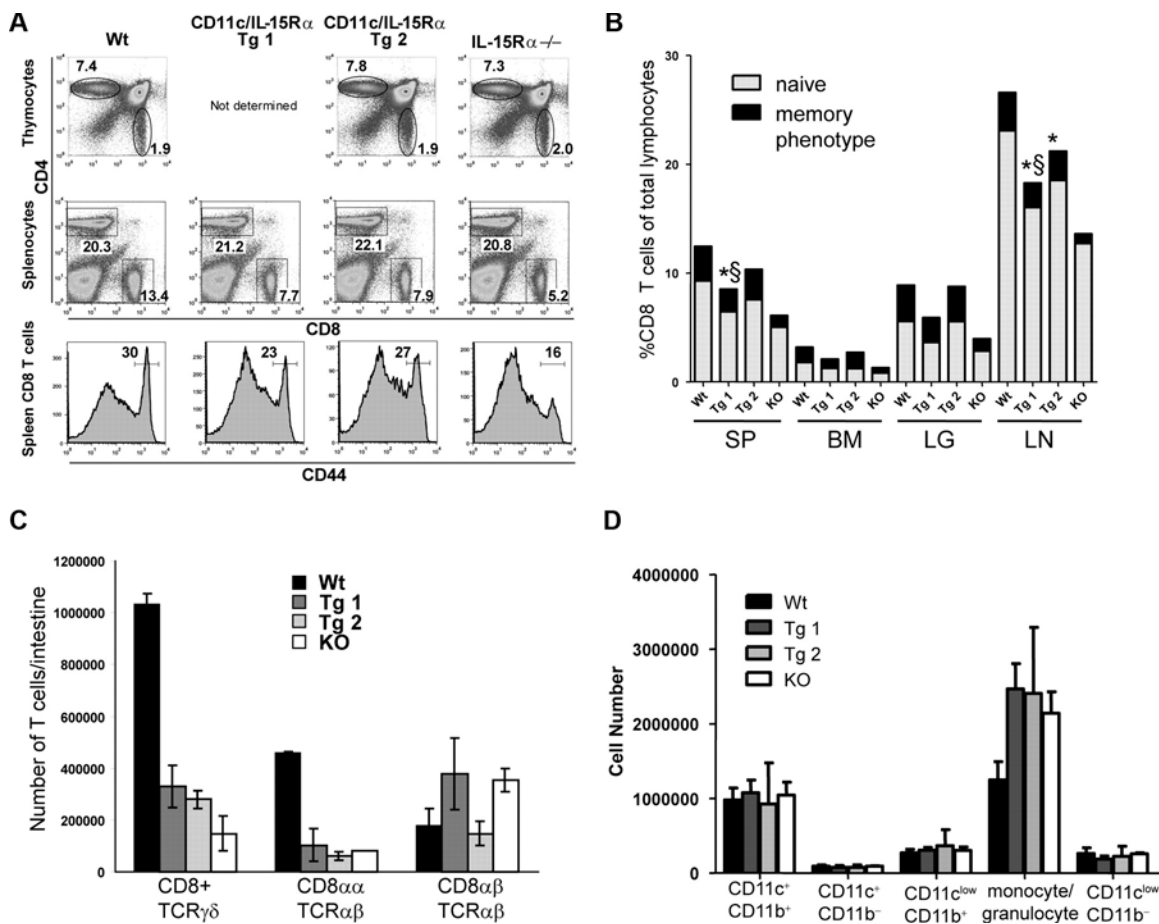 A
Wt
CD11c/IL-15Rα
Tg 1
CD11c/IL-15Rα
Tg 2
IL-15Rα−/−
Thymocytes
7.4
1.9
Not determined
7.8
1.9
7.3
2.0
CD4
Splenocytes
20.3
13.4
21.2
7.7
22.1
7.9
20.8
5.2
CD8
Spleen CD8 T cells
30
23
27
16
CD44
B
%CD8 T cells of total lymphocytes
30
20
10
0
naive
memory
phenotype
*§
*§
*
Wt Tg 1 Tg 2 KO Wt Tg 1 Tg 2 KO Wt Tg 1 Tg 2 KO Wt Tg 1 Tg 2 KO
SP BM LG LN
C
Number of T cells/intestine
1200000
1000000
800000
600000
400000
200000
0
Wt
Tg 1
Tg 2
KO
CD8+ CD8αα CD8αβ
TCRγδ TCRαβ TCRαβ
D
Cell Number
4000000
3000000
2000000
1000000
0
Wt
Tg 1
Tg 2
KO
CD11c⁺ CD11c⁺ CD11c^low monocyte/ CD11c^low
CD11b⁺ CD11b⁻ CD11b⁺ granulocyte CD11b⁻